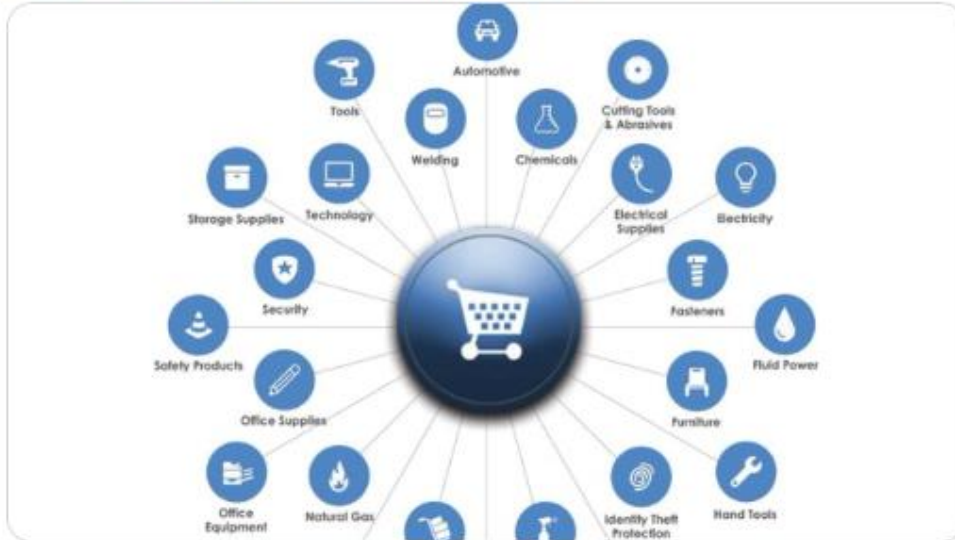 Automotive
Tools
Cutting Tools
& Abrasives
Welding
Chemicals
Storage Supplies
Technology
Electrical
Supplies
Electricity
Security
Fasteners
Safety Products
Fluid Power
Office Supplies
Furniture
Office
Equipment
Natural Gas
Identity Theft
Protection
Hand Tools